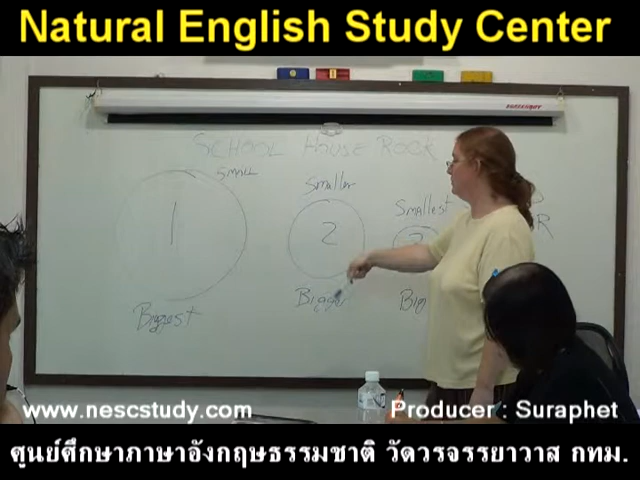 Natural English Study Center
SCHOOL HOUSE ROCK
SMALL
Smaller
Smallest
1
2
Biggest
Bigger
Big
R
www.nescstudy.com
Producer : Suraphet
ศูนย์ศึกษาภาษาอังกฤษธรรมชาติ วัดวรจรรยาวาส กทม.